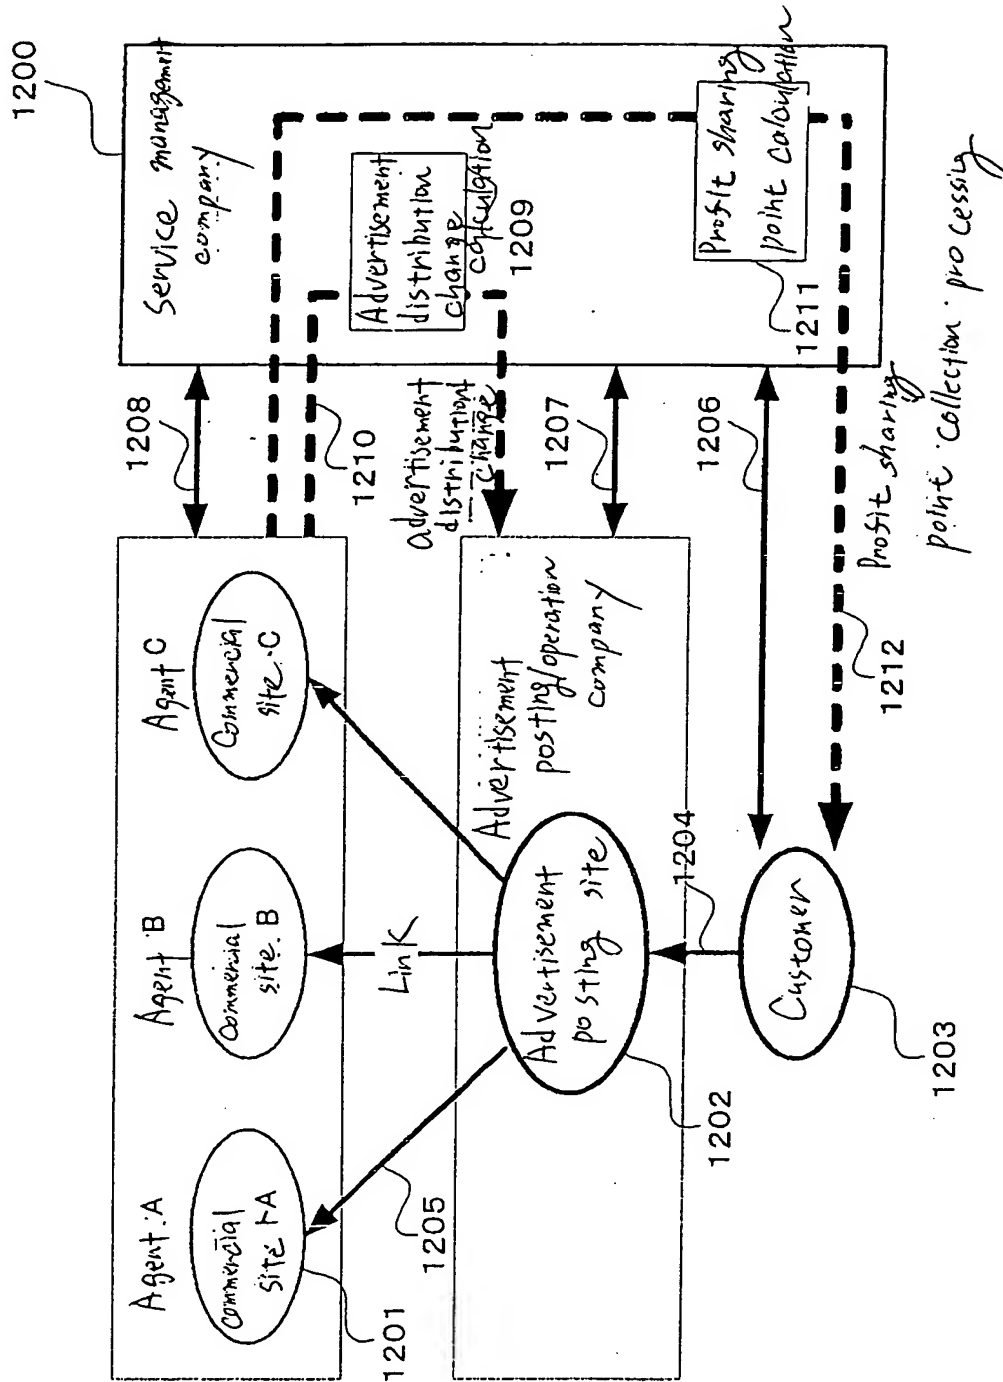 1200
Service management
company
Advertisement
distribution
change
calculation
1209
Profit sharing
point calculation
1211
1208
1210
advertisement
distribution
change
1207
1206
Profit sharing
point collection processing
1212
Agent A
Commercial
site A
1201
Agent B
Commercial
site B
Agent C
Commercial
site C
Link
1205
Advertisement
posting/operation
company
Advertisement
posting site
1202
1204
Customer
1203